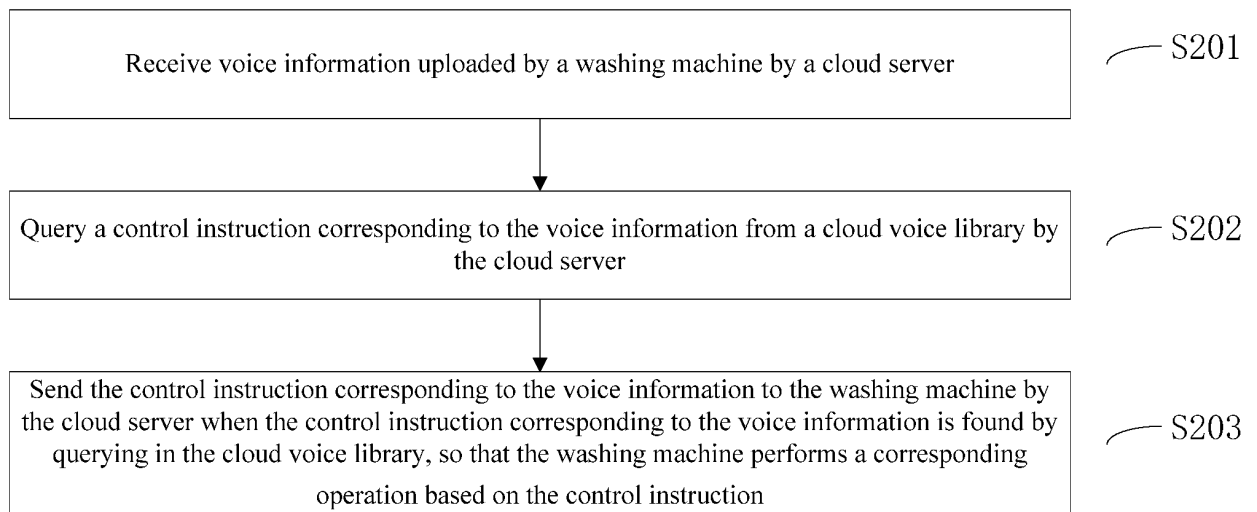 Receive voice information uploaded by a washing machine by a cloud server
S201
Query a control instruction corresponding to the voice information from a cloud voice library by
the cloud server
S202
Send the control instruction corresponding to the voice information to the washing machine by
the cloud server when the control instruction corresponding to the voice information is found by
querying in the cloud voice library, so that the washing machine performs a corresponding
operation based on the control instruction
S203